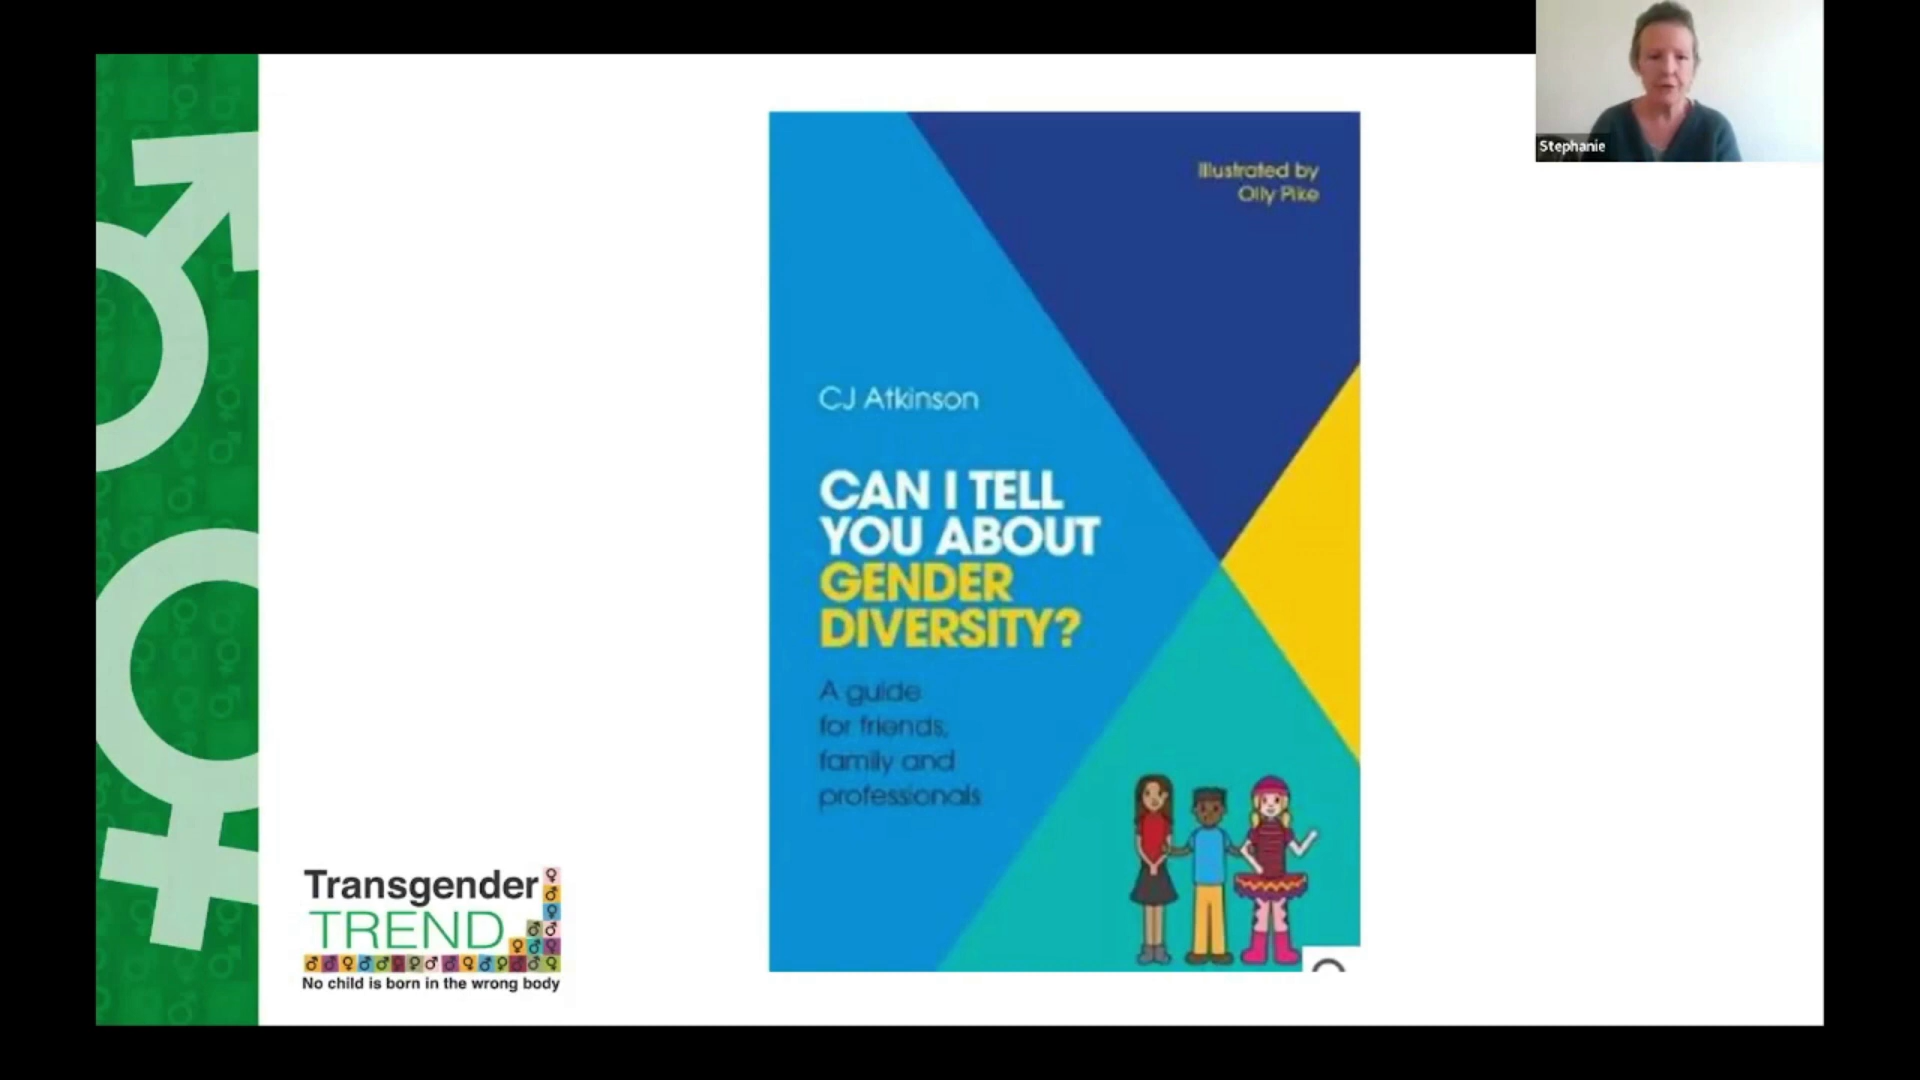 Stephanie
Illustrated by
Olly Pike
CJ Atkinson
CAN I TELL
YOU ABOUT
GENDER
DIVERSITY?
A guide
for friends,
family and
professionals
Transgender
TREND
No child is born in the wrong body